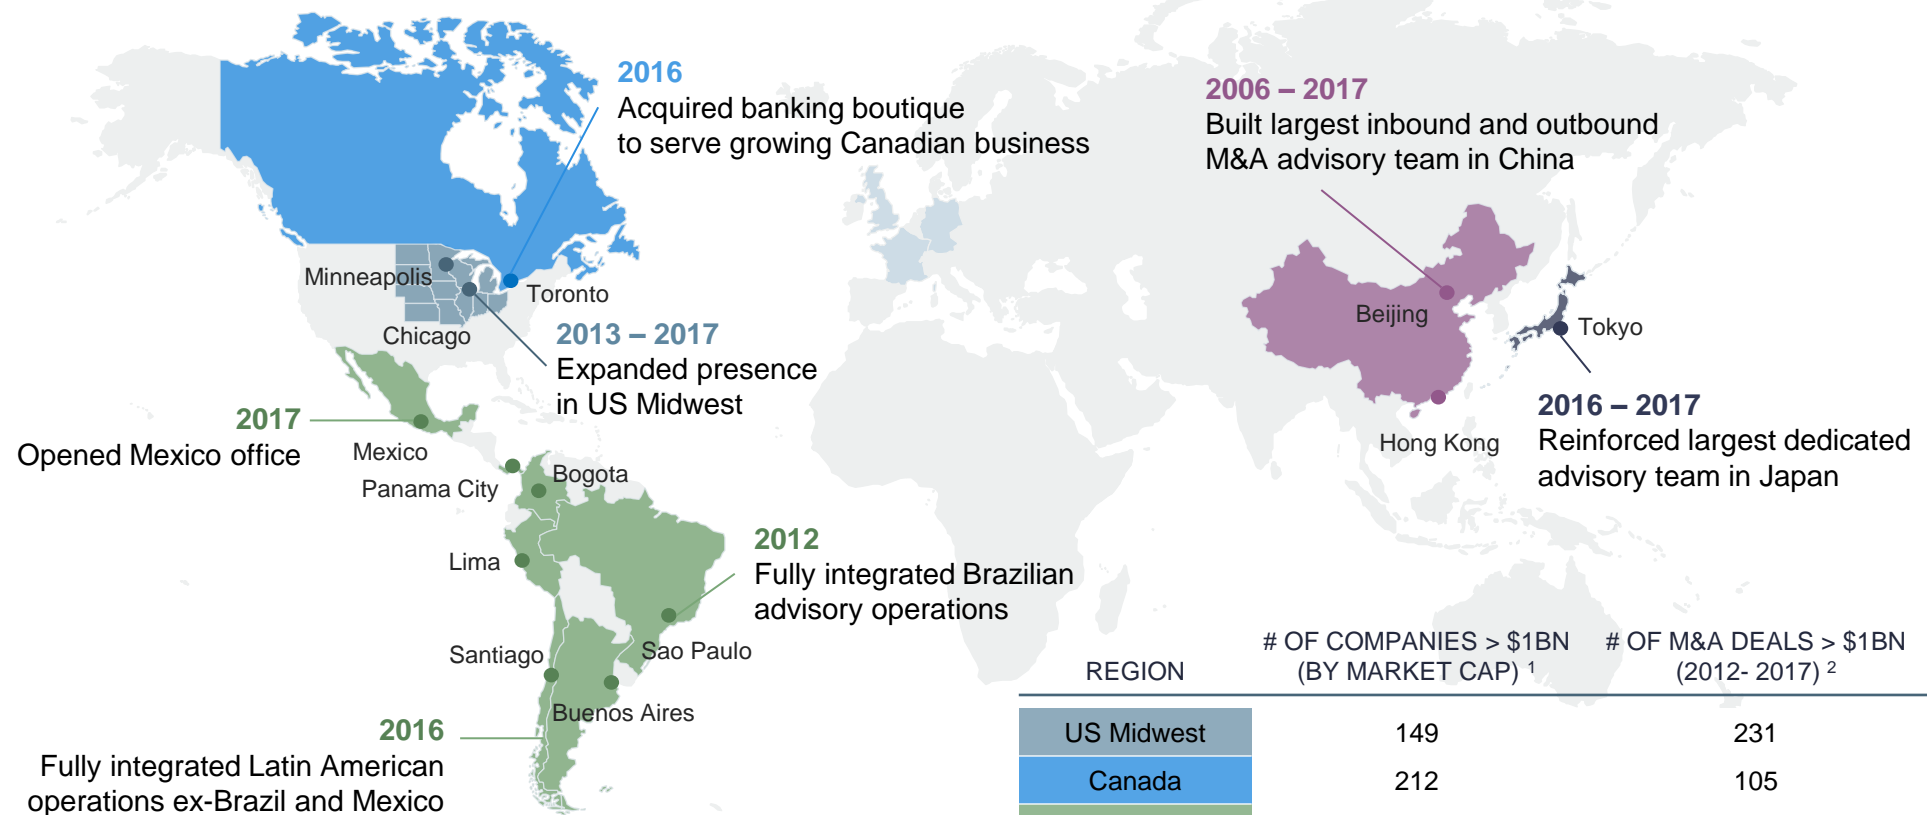 2016
Acquired banking boutique
to serve growing Canadian business
2006 – 2017
Built largest inbound and outbound
M&A advisory team in China
Minneapolis
Toronto
Chicago
2013 – 2017
Expanded presence
in US Midwest
Beijing
Tokyo
Hong Kong
2016 – 2017
Reinforced largest dedicated
advisory team in Japan
2017
Opened Mexico office
Mexico
Panama City
Bogota
Lima
2012
Fully integrated Brazilian
advisory operations
Santiago
Sao Paulo
Buenos Aires
2016
Fully integrated Latin American
operations ex-Brazil and Mexico
REGION
# OF COMPANIES > $1BN
(BY MARKET CAP) 1
# OF M&A DEALS > $1BN
(2012- 2017) 2
US Midwest 149 231
Canada 212 105